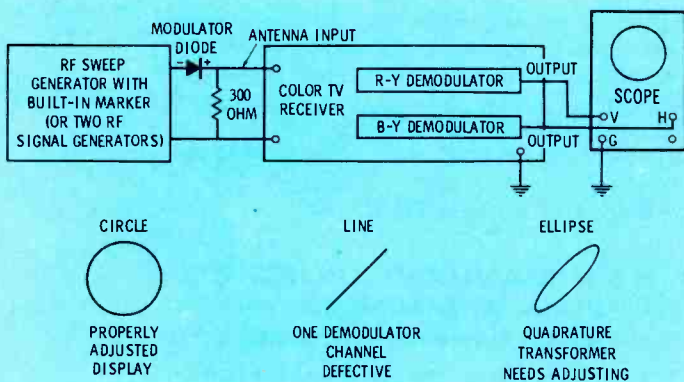 MODULATOR
DIODE
ANTENNA INPUT
- +
RF SWEEP
GENERATOR WITH
BUILT-IN MARKER
(OR TWO RF
SIGNAL GENERATORS)
300
OHM
COLOR TV
RECEIVER
R-Y DEMODULATOR
B-Y DEMODULATOR
OUTPUT
OUTPUT
SCOPE
V H
G
CIRCLE
PROPERLY
ADJUSTED
DISPLAY
LINE
ONE DEMODULATOR
CHANNEL
DEFECTIVE
ELLIPSE
QUADRATURE
TRANSFORMER
NEEDS ADJUSTING